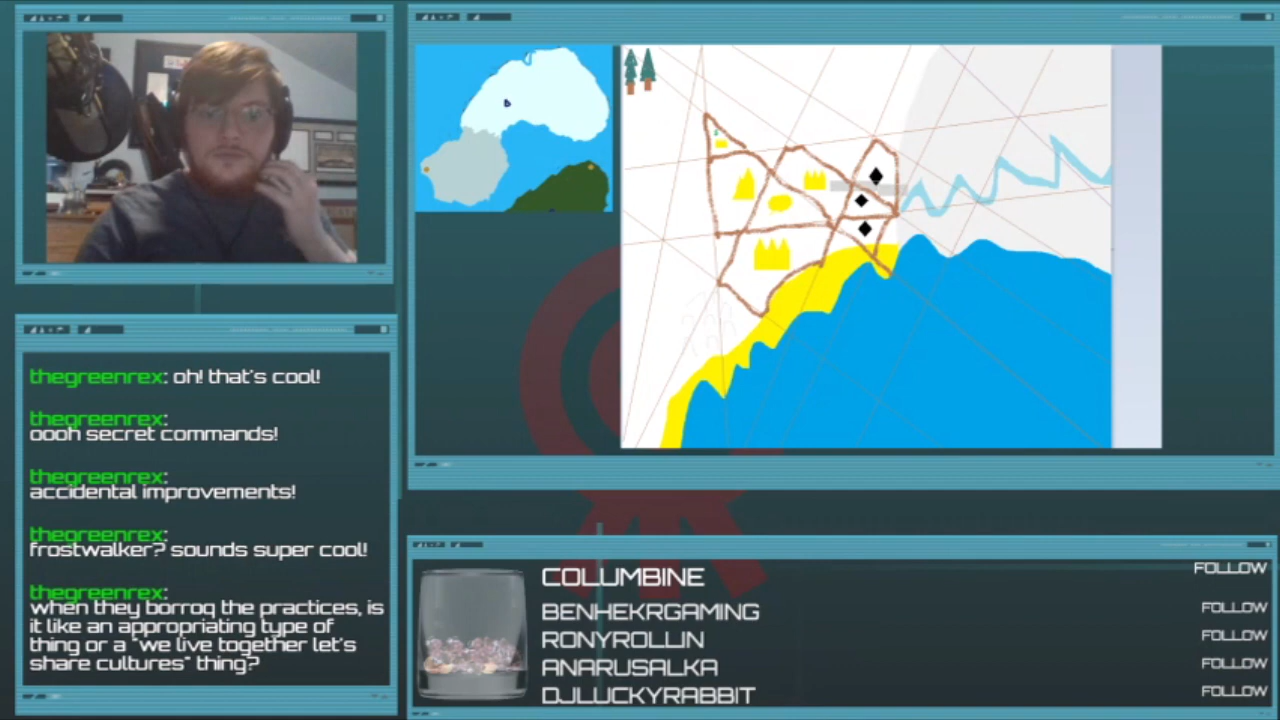 thegreenrex: oh! that's cool!
thegreenrex:
oooh secret commands!
thegreenrex:
accidental improvements!
thegreenrex:
frostwalker? sounds super cool!
thegreenrex:
when they borroq the practices, is
it like an appropriating type of
thing or a "we live together let's
share cultures" thing?
COLUMBINE FOLLOW
BENHEKRGAMING FOLLOW
RONYROLLIN FOLLOW
ANARUSALKA FOLLOW
DJLUCKYRABBIT FOLLOW